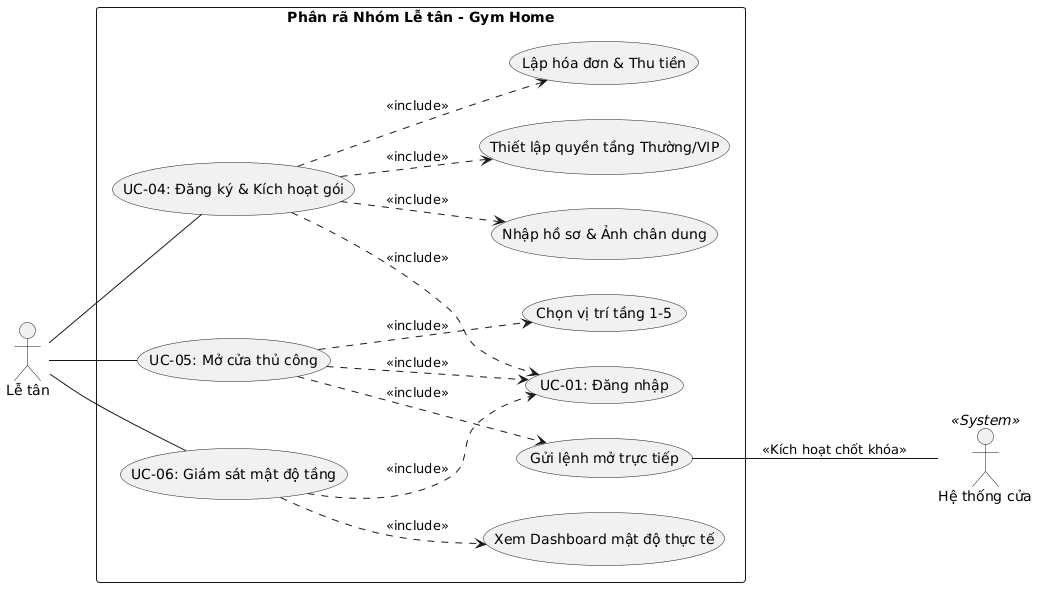 Phân rã Nhóm Lễ tân - Gym Home
Lập hóa đơn & Thu tiền
«include»
Thiết lập quyền tầng Thường/VIP
«include»
UC-04: Đăng ký & Kích hoạt gói
«include»
Nhập hồ sơ & Ảnh chân dung
«include»
Chọn vị trí tầng 1-5
«include»
UC-05: Mở cửa thủ công
«include»
UC-01: Đăng nhập
Lễ tân
«include»
«System»
Gửi lệnh mở trực tiếp
«Kích hoạt chốt khóa»
UC-06: Giám sát mật độ tầng
«include»
Hệ thống cửa
«include»
Xem Dashboard mật độ thực tế